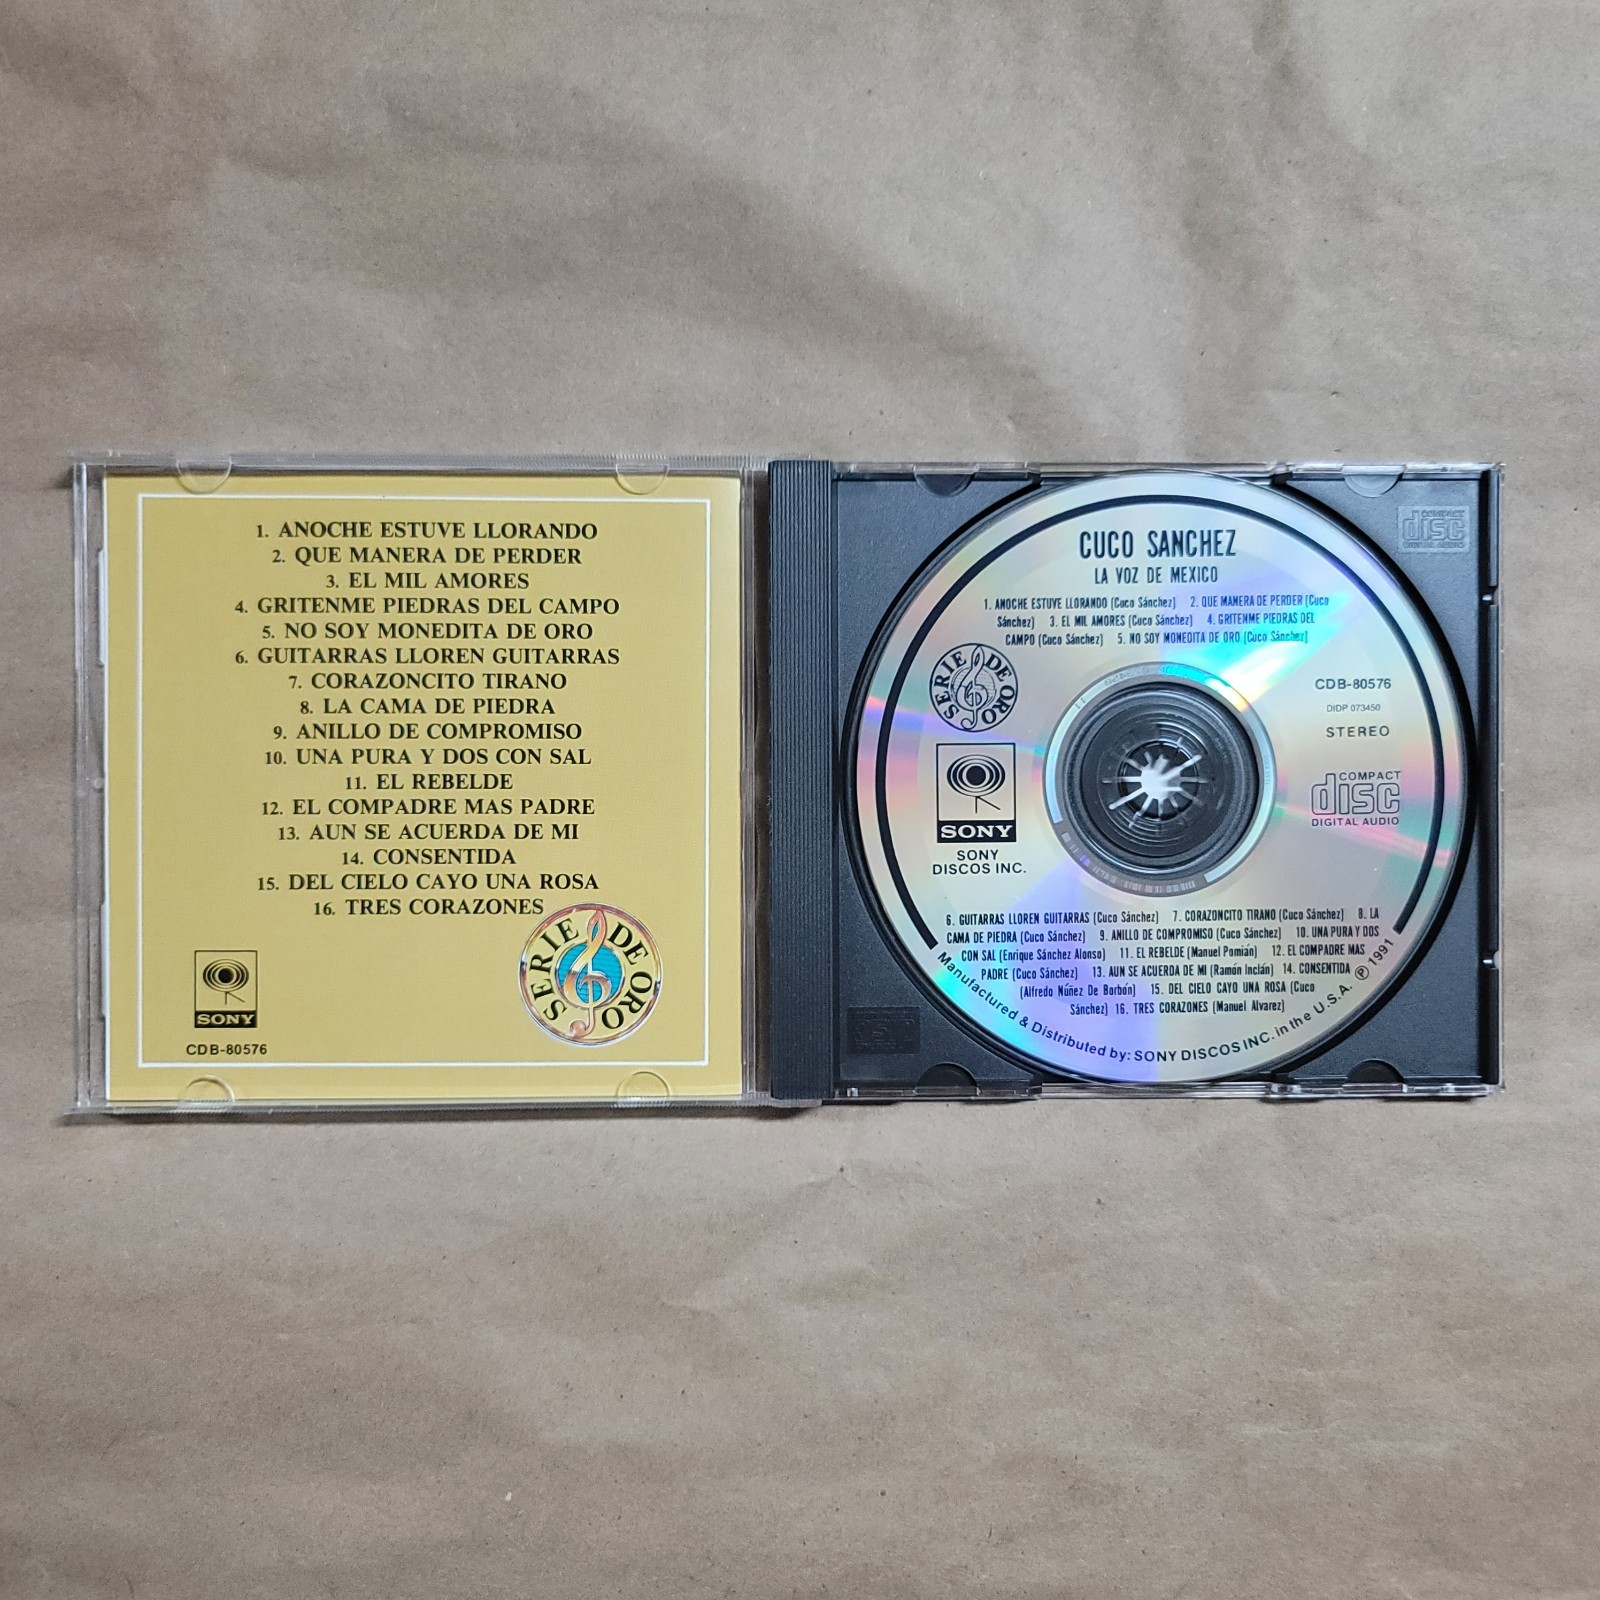 1. ANOCHE ESTUVE LLORANDO
2. QUE MANERA DE PERDER
3. EL MIL AMORES
4. GRITENME PIEDRAS DEL CAMPO
5. NO SOY MONEDITA DE ORO
6. GUITARRAS LLOREN GUITARRAS
7. CORAZONCITO TIRANO
8. LA CAMA DE PIEDRA
9. ANILLO DE COMPROMISO
10. UNA PURA Y DOS CON SAL
11. EL REBELDE
12. EL COMPADRE MAS PADRE
13. AUN SE ACUERDA DE MI
14. CONSENTIDA
15. DEL CIELO CAYO UNA ROSA
16. TRES CORAZONES
SERIE DE ORO
SONY
CDB-80576
CUCO SANCHEZ
LA VOZ DE MEXICO
1. ANOCHE ESTUVE LLORANDO (Cuco Sánchez) 2. QUE MANERA DE PERDER (Cuco
Sánchez) 3. EL MIL AMORES (Cuco Sánchez) 4. GRITENME PIEDRAS DEL
CAMPO (Cuco Sánchez) 5. NO SOY MONEDITA DE ORO (Cuco Sánchez)
SERIE DE ORO
CDB-80576
DIDP 073450
STEREO
SONY
SONY
DISCOS INC.
COMPACT
disc
DIGITAL AUDIO
6. GUITARRAS LLOREN GUITARRAS (Cuco Sánchez) 7. CORAZONCITO TIRANO (Cuco Sánchez) 8. LA
CAMA DE PIEDRA (Cuco Sánchez) 9. ANILLO DE COMPROMISO (Cuco Sánchez) 10. UNA PURA Y DOS
CON SAL (Enrique Sánchez Alonso) 11. EL REBELDE (Manuel Pomián) 12. EL COMPADRE MAS
PADRE (Cuco Sánchez) 13. AUN SE ACUERDA DE MI (Ramón Inclán) 14. CONSENTIDA
(Alfredo Núñez De Borbón) 15. DEL CIELO CAYO UNA ROSA (Cuco
Sánchez) 16. TRES CORAZONES (Manuel Alvarez)
Manufactured & Distributed by: SONY DISCOS INC. in the U.S.A. ℗ 1991
COMPACT
disc
DIGITAL AUDIO